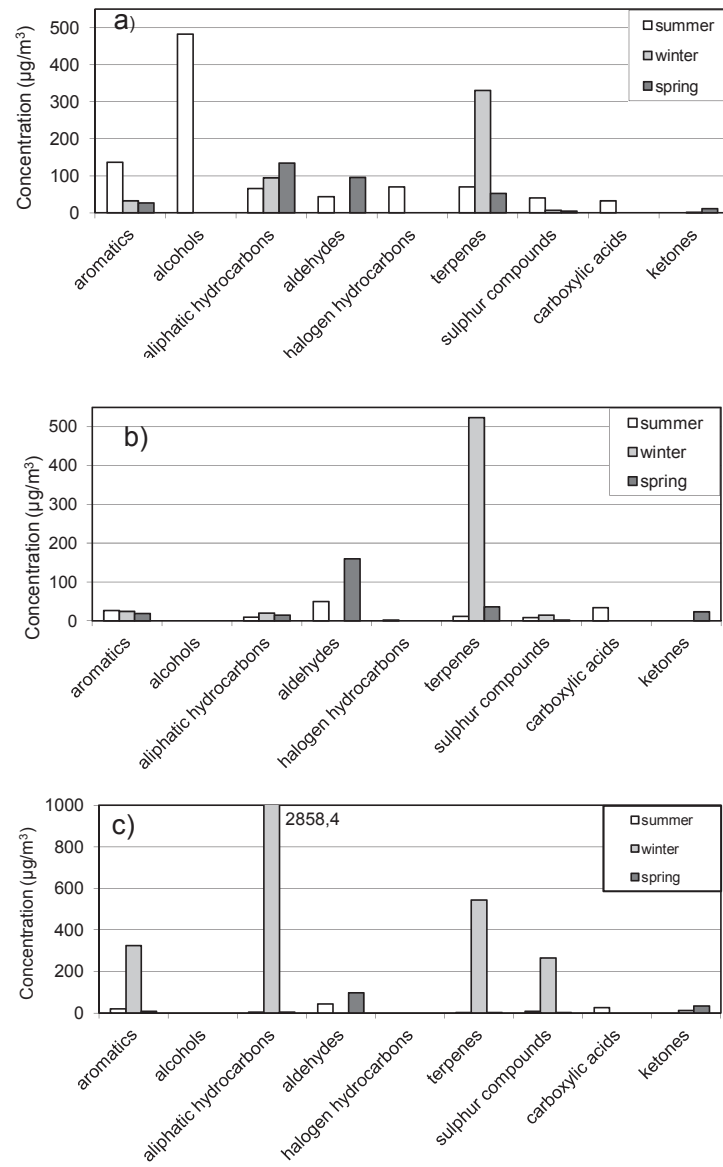 a)
Concentration (µg/m³)
500
400
300
200
100
0
summer
winter
spring
aromatics
alcohols
aliphatic hydrocarbons
aldehydes
halogen hydrocarbons
terpenes
sulphur compounds
carboxylic acids
ketones
b)
Concentration (µg/m³)
500
400
300
200
100
0
summer
winter
spring
aromatics
alcohols
aliphatic hydrocarbons
aldehydes
halogen hydrocarbons
terpenes
sulphur compounds
carboxylic acids
ketones
c)
Concentration (µg/m³)
1000
800
600
400
200
0
2858,4
summer
winter
spring
aromatics
alcohols
aliphatic hydrocarbons
aldehydes
halogen hydrocarbons
terpenes
sulphur compounds
carboxylic acids
ketones